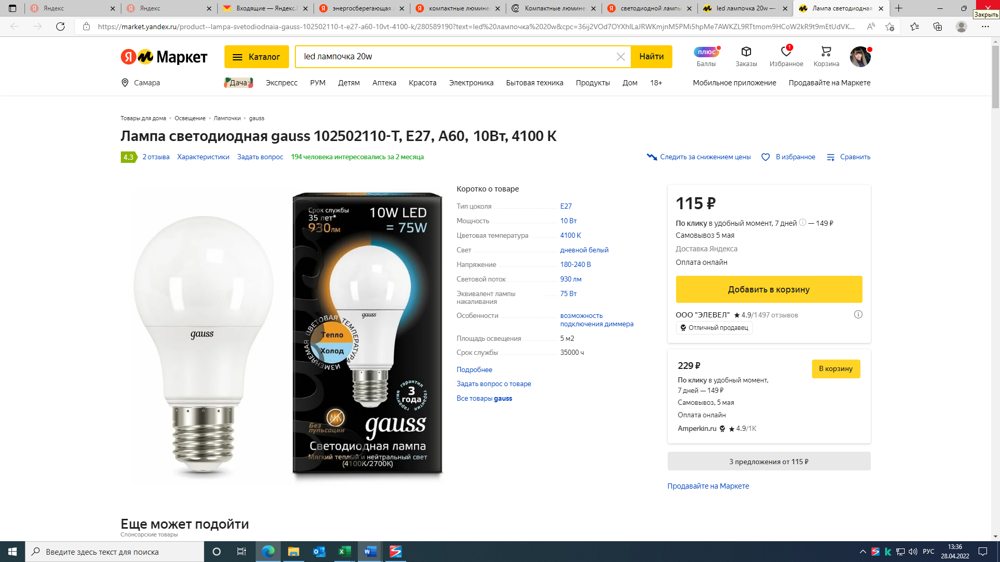 Яндекс
Яндекс
Входящие — Яндекс.
энергосберегающая
компактные люминес
Компактные люминес
светодиодной лампы
led лампочка 20w —
Лампа светодиодная
Закрыть
https://market.yandex.ru/product--lampa-svetodiodnaia-gauss-102502110-t-e27-a60-10vt-4100-k/280589190?text=led%20лампочка%2020w&cpc=36ij2VOd7OYXhILaJRWKmjnM5PMi5hpMe7AWKZL9RTtmom9HCoW2kR9t9mEtUdVK...
Я М Маркет
Каталог
led лампочка 20w
Найти
плюс
Баллы
Заказы
1
Избранное
Корзина
Самара
Дача
Экспресс
РУМ
Детям
Аптека
Красота
Электроника
Бытовая техника
Продукты
Дом
18+
Мобильное приложение
Продавайте на Маркете
Товары для дома • Освещение • Лампочки • gauss
Лампа светодиодная gauss 102502110-T, E27, A60, 10Вт, 4100 К
4.3
2 отзыва
Характеристики
Задать вопрос
194 человека интересовались за 2 месяца
Следить за снижением цены
В избранное
Сравнить
gauss
Срок службы
35 лет*
930лм
10W LED
= 75W
gauss
ИЗМЕНЯЕМАЯ ЦВЕТОВАЯ ТЕМПЕРАТУРА
Тепло
Холод
гарантия
3
года
гарантия
гарантия
Без
пульсации
gauss
Светодиодная лампа
Мягкий теплый и нейтральный свет
(4100K/2700K)
Коротко о товаре
Тип цоколя E27
Мощность 10 Вт
Цветовая температура 4100 К
Свет дневной белый
Напряжение 180-240 В
Световой поток 930 лм
Эквивалент лампы
накаливания 75 Вт
Особенности возможность
подключения диммера
Площадь освещения 5 м2
Срок службы 35000 ч
Подробнее
Задать вопрос о товаре
Все товары gauss
115 ₽
По клику в удобный момент, 7 дней — 149 ₽
Самовывоз 5 мая
Доставка Яндекса
Оплата онлайн
Добавить в корзину
ООО "ЭЛЕВЕЛ" ★ 4.9/1497 отзывов
Отличный продавец
229 ₽
В корзину
По клику в удобный момент,
7 дней — 149 ₽
Самовывоз, 5 мая
Оплата онлайн
Amperkin.ru ★ 4.9/1K
3 предложения от 115 ₽
Продавайте на Маркете
Еще может подойти
Спонсорские товары
Введите здесь текст для поиска
РУС
13:36
28.04.2022